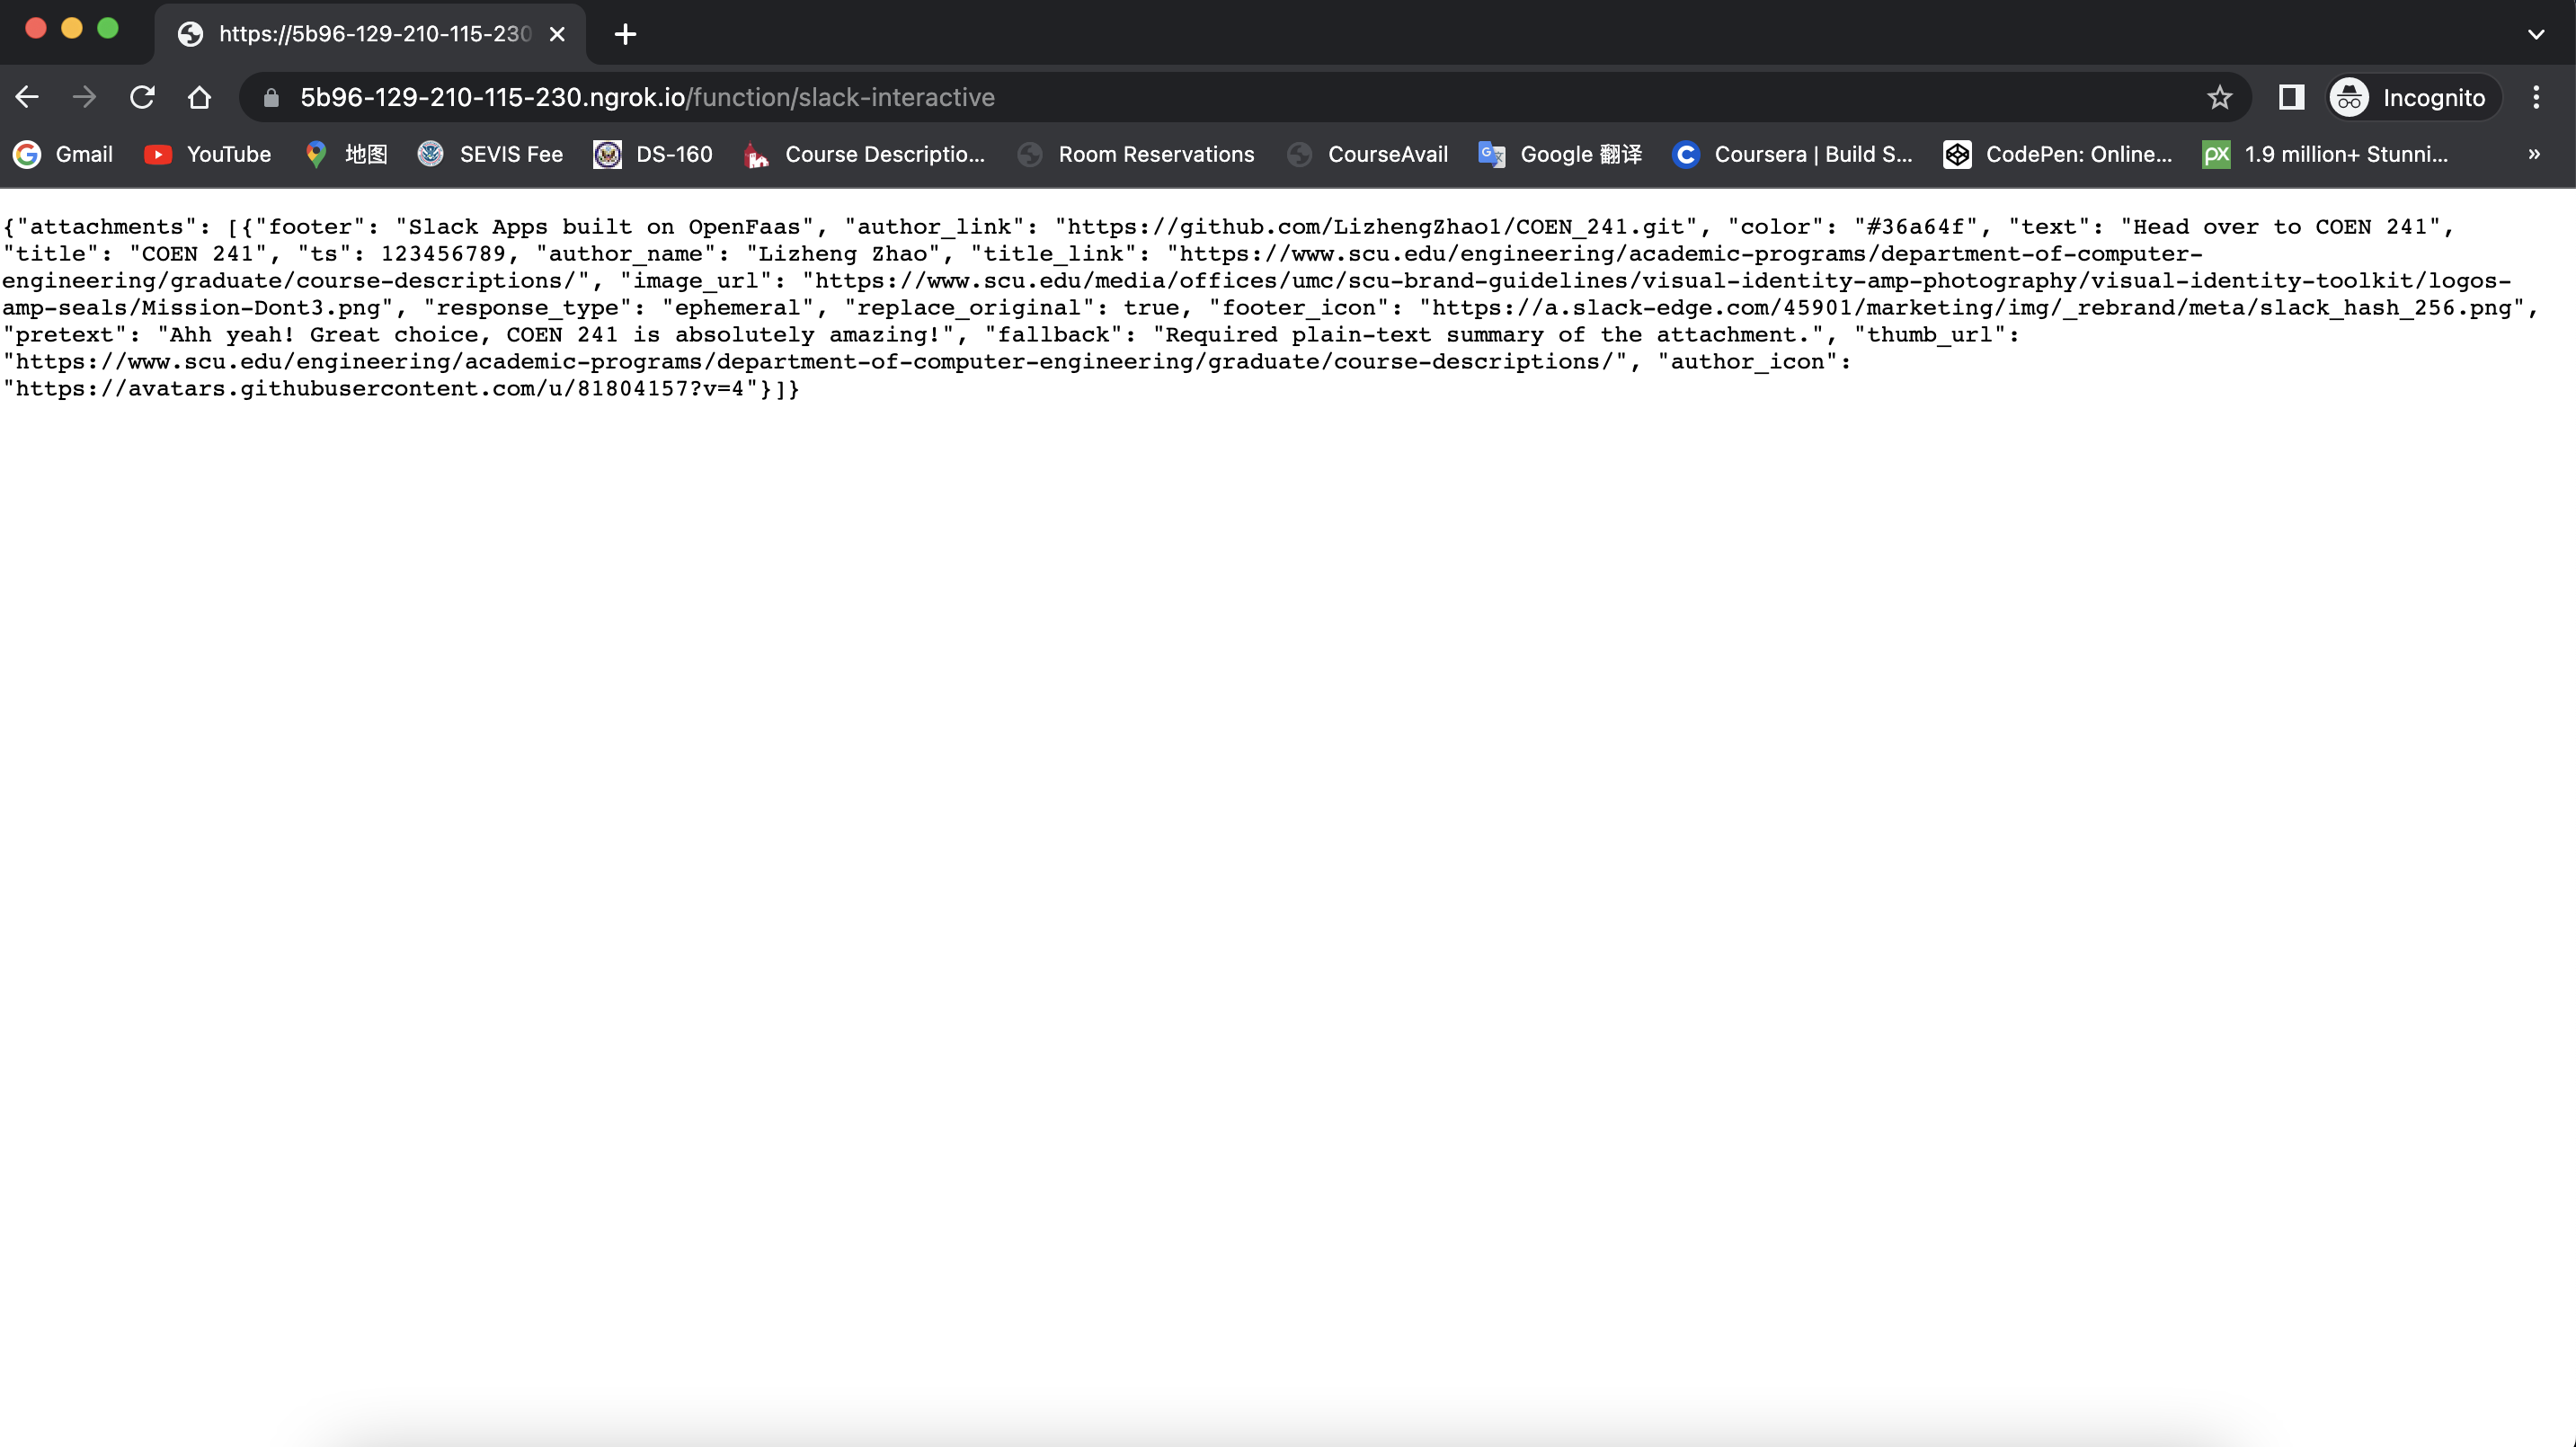 https://5b96-129-210-115-230
5b96-129-210-115-230.ngrok.io/function/slack-interactive
Incognito
Gmail YouTube 地图 SEVIS Fee DS-160 Course Descriptio... Room Reservations CourseAvail Google 翻译 Coursera | Build S... CodePen: Online... 1.9 million+ Stunni... »
{"attachments": [{"footer": "Slack Apps built on OpenFaas", "author_link": "https://github.com/LizhengZhao1/COEN_241.git", "color": "#36a64f", "text": "Head over to COEN 241",
"title": "COEN 241", "ts": 123456789, "author_name": "Lizheng Zhao", "title_link": "https://www.scu.edu/engineering/academic-programs/department-of-computer-
engineering/graduate/course-descriptions/", "image_url": "https://www.scu.edu/media/offices/umc/scu-brand-guidelines/visual-identity-amp-photography/visual-identity-toolkit/logos-
amp-seals/Mission-Dont3.png", "response_type": "ephemeral", "replace_original": true, "footer_icon": "https://a.slack-edge.com/45901/marketing/img/_rebrand/meta/slack_hash_256.png",
"pretext": "Ahh yeah! Great choice, COEN 241 is absolutely amazing!", "fallback": "Required plain-text summary of the attachment.", "thumb_url":
"https://www.scu.edu/engineering/academic-programs/department-of-computer-engineering/graduate/course-descriptions/", "author_icon":
"https://avatars.githubusercontent.com/u/81804157?v=4"}]}